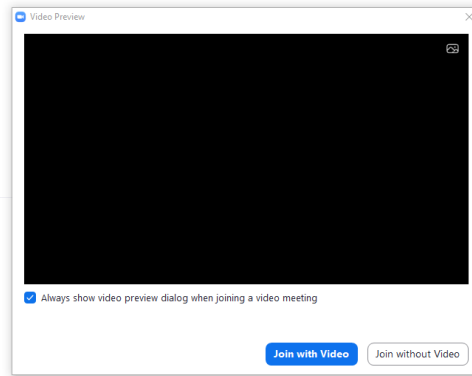 Video Preview
Always show video preview dialog when joining a video meeting
Join with Video
Join without Video